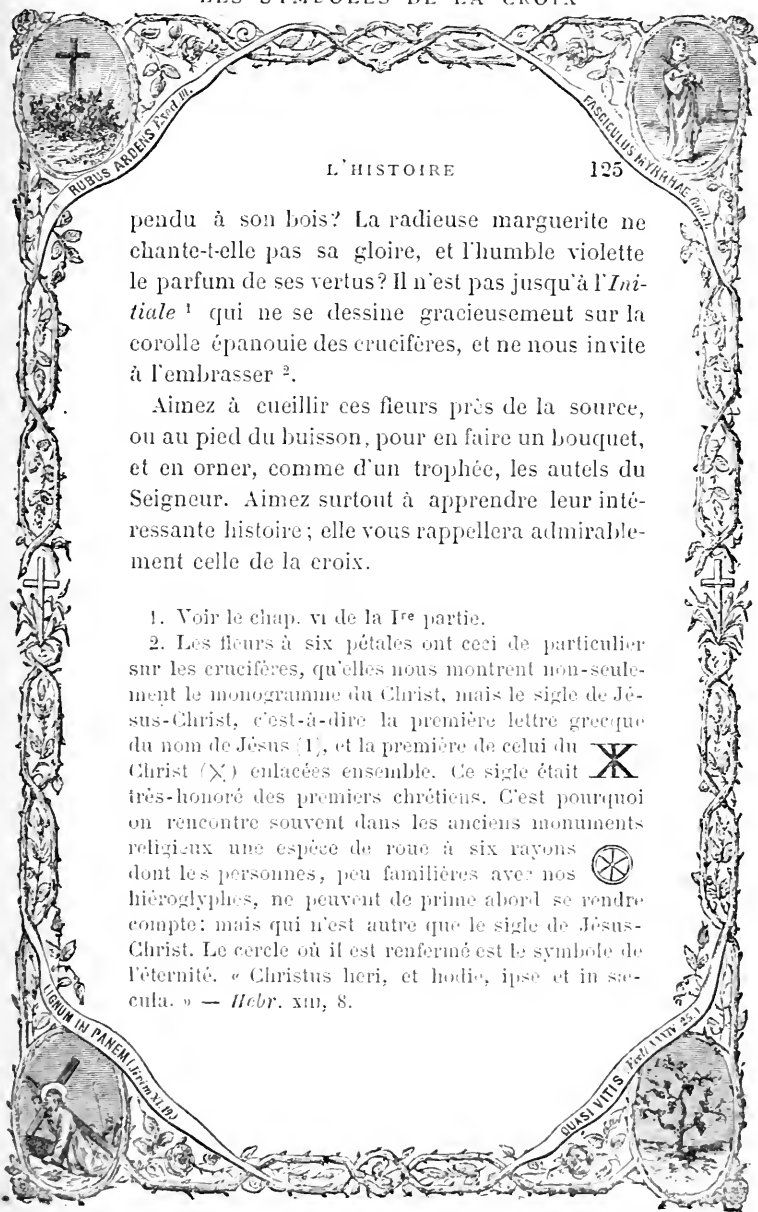 LES SYMBOLES DE LA CROIX
RUBUS ARDENS Exod. III.
FASCICULUS MYRRHAE
L'HISTOIRE 125
pendu à son bois? La radieuse marguerite ne
chante-t-elle pas sa gloire, et l'humble violette
le parfum de ses vertus? Il n'est pas jusqu'à l'Ini-
tiale ¹ qui ne se dessine gracieusement sur la
corolle épanouie des crucifères, et ne nous invite
à l'embrasser ².
Aimez à cueillir ces fleurs près de la source,
ou au pied du buisson, pour en faire un bouquet,
et en orner, comme d'un trophée, les autels du
Seigneur. Aimez surtout à apprendre leur inté-
ressante histoire; elle vous rappellera admirable-
ment celle de la croix.
1. Voir le chap. VI de la Iʳᵉ partie.
2. Les fleurs à six pétales ont ceci de particulier
sur les crucifères, qu'elles nous montrent non-seule-
ment le monogramme du Christ, mais le sigle de Jé-
sus-Christ, c'est-à-dire la première lettre grecque
du nom de Jésus (I), et la première de celui du
Christ (X) enlacées ensemble. Ce sigle était
très-honoré des premiers chrétiens. C'est pourquoi
on rencontre souvent dans les anciens monuments
religieux une espèce de roue à six rayons
dont les personnes, peu familières avec nos
hiéroglyphes, ne peuvent de prime abord se rendre
compte: mais qui n'est autre que le sigle de Jésus-
Christ. Le cercle où il est renfermé est le symbole de
l'éternité. « Christus heri, et hodie, ipse et in sæ-
cula. » — Hebr. XIII, 8.
LIGNUM IN PANEM (Jérém. XI. 19.)
QUASI VITIS (Eccli XXIV. 23.)